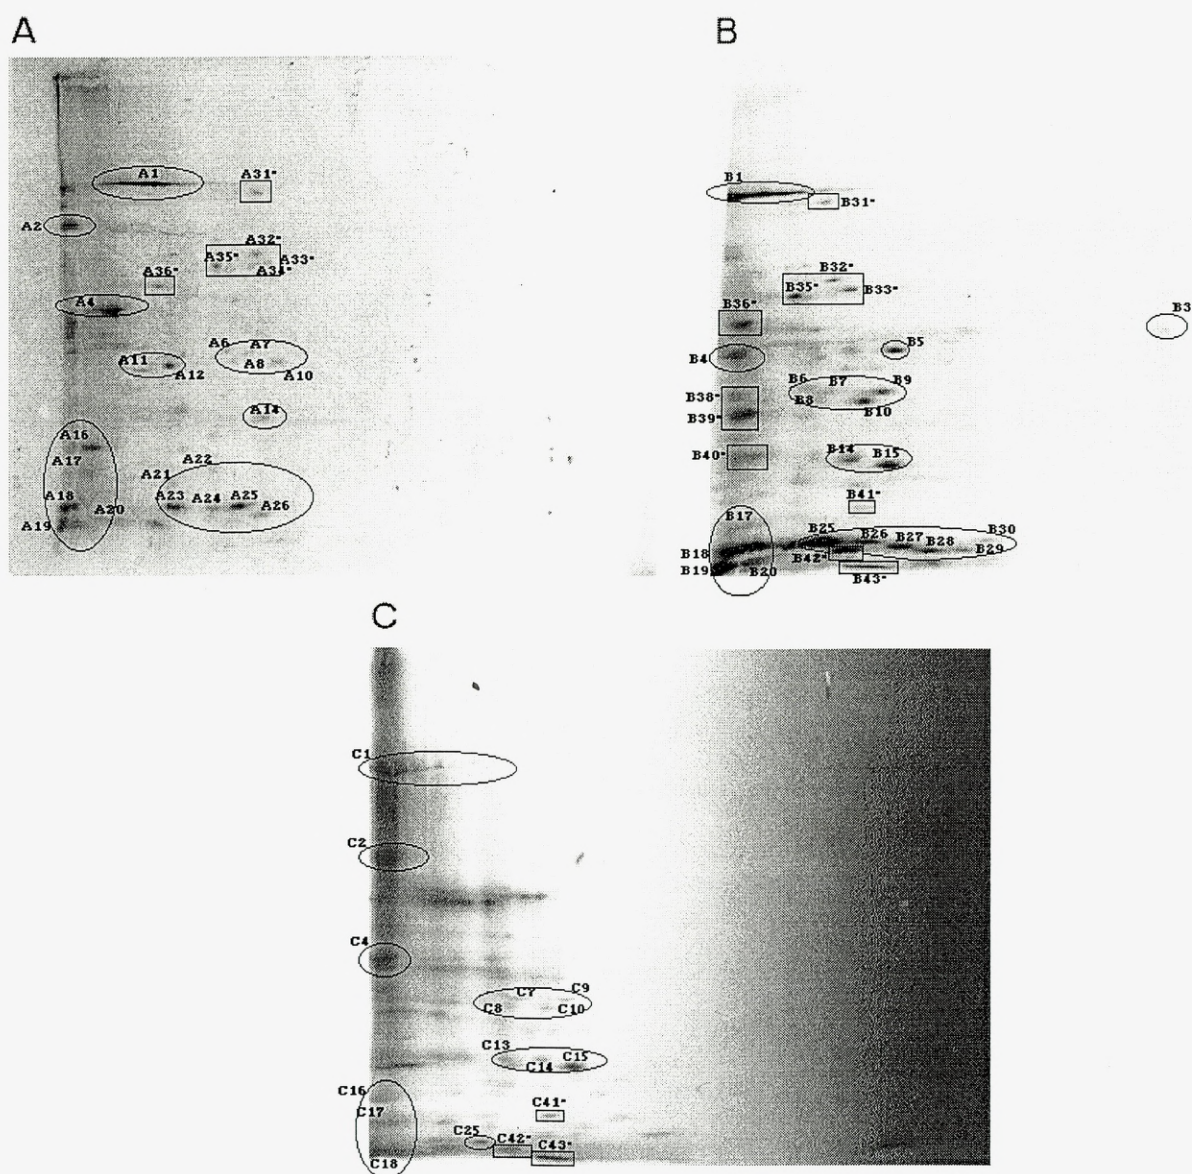 A
A1
A31*
A2
A32*
A35*
A33*
A34*
A36*
A4
A6 A7
A11 A8
A12 A10
A14
A16
A22
A17
A21
A18 A23 A24 A25
A20 A26
A19
B
B1
B31*
B32*
B35* B33*
B36*
B3
B4 B5
B6 B7 B9
B38* B8
B39* B10
B40* B14 B15
B41*
B17
B25 B26 B27 B28 B30
B18 B42* B29
B19 B20
B43*
C
C1
C2
C4
C7 C9
C8 C10
C13 C15
C14
C16
C41*
C17
C25 C42* C43*
C18